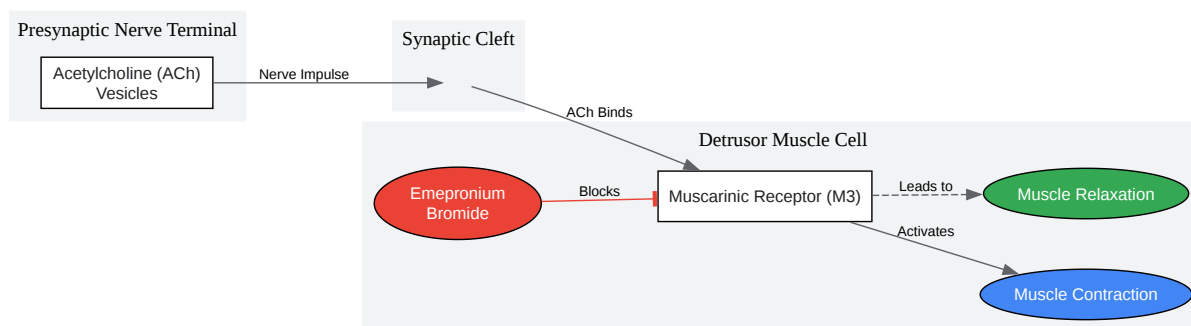 Presynaptic Nerve Terminal
Acetylcholine (ACh)
Vesicles
Nerve Impulse
Synaptic Cleft
ACh Binds
Detrusor Muscle Cell
Emepronium
Bromide
Blocks
Muscarinic Receptor (M3)
Leads to
Muscle Relaxation
Activates
Muscle Contraction